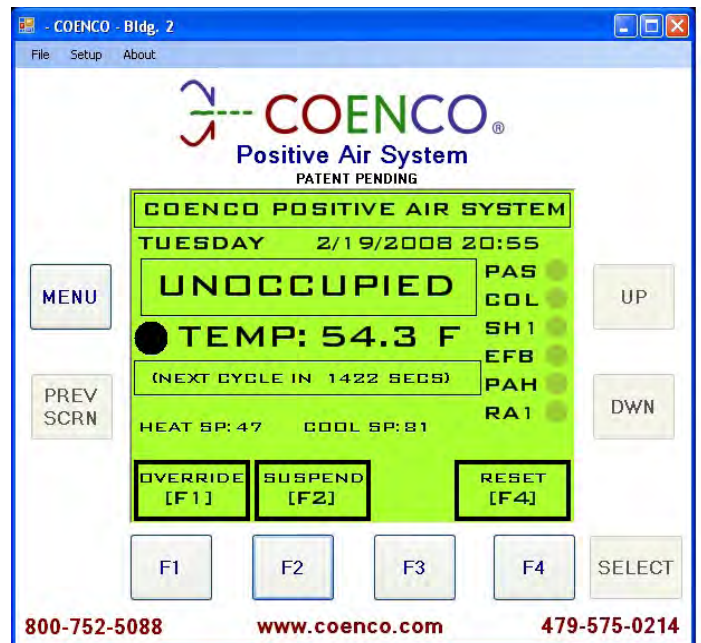 - COENCO - Bldg. 2
File Setup About
COENCO®
Positive Air System
PATENT PENDING
COENCO POSITIVE AIR SYSTEM
TUESDAY 2/19/2008 20:55
UNOCCUPIED
TEMP: 54.3 F
(NEXT CYCLE IN 1422 SECS)
HEAT SP:47 COOL SP:81
PAS
COL
SH1
EFB
PAH
RA1
OVERRIDE
[F1]
SUSPEND
[F2]
RESET
[F4]
MENU
PREV
SCRN
UP
DWN
F1 F2 F3 F4 SELECT
800-752-5088 www.coenco.com 479-575-0214